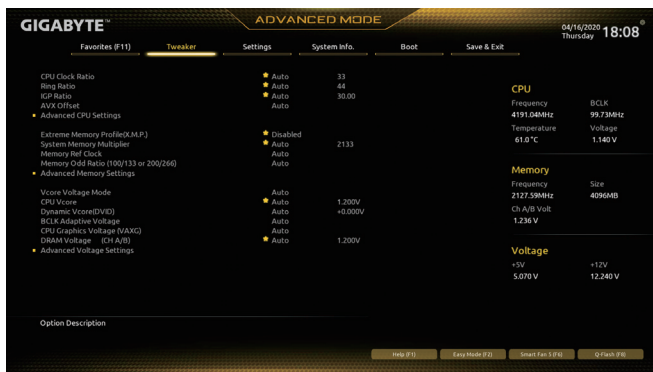 GIGABYTE™
ADVANCED MODE
04/16/2020 Thursday 18:08
Favorites (F11) Tweaker Settings System Info. Boot Save & Exit
CPU Clock Ratio Auto 33
Ring Ratio Auto 44
IGP Ratio Auto 30.00
AVX Offset Auto
Advanced CPU Settings
Extreme Memory Profile(X.M.P.) Disabled
System Memory Multiplier Auto 2133
Memory Ref Clock Auto
Memory Odd Ratio (100/133 or 200/266) Auto
Advanced Memory Settings
Vcore Voltage Mode Auto
CPU Vcore Auto 1.200V
Dynamic Vcore(DVID) Auto +0.000V
BCLK Adaptive Voltage Auto
CPU Graphics Voltage (VAXG) Auto
DRAM Voltage (CH A/B) Auto 1.200V
Advanced Voltage Settings
CPU
Frequency BCLK
4191.04MHz 99.73MHz
Temperature Voltage
61.0 °C 1.140 V
Memory
Frequency Size
2127.59MHz 4096MB
Ch A/B Volt
1.236 V
Voltage
+5V +12V
5.070 V 12.240 V
Option Description
Help (F1) Easy Mode (F2) Smart Fan 5 (F6) Q-Flash (F8)